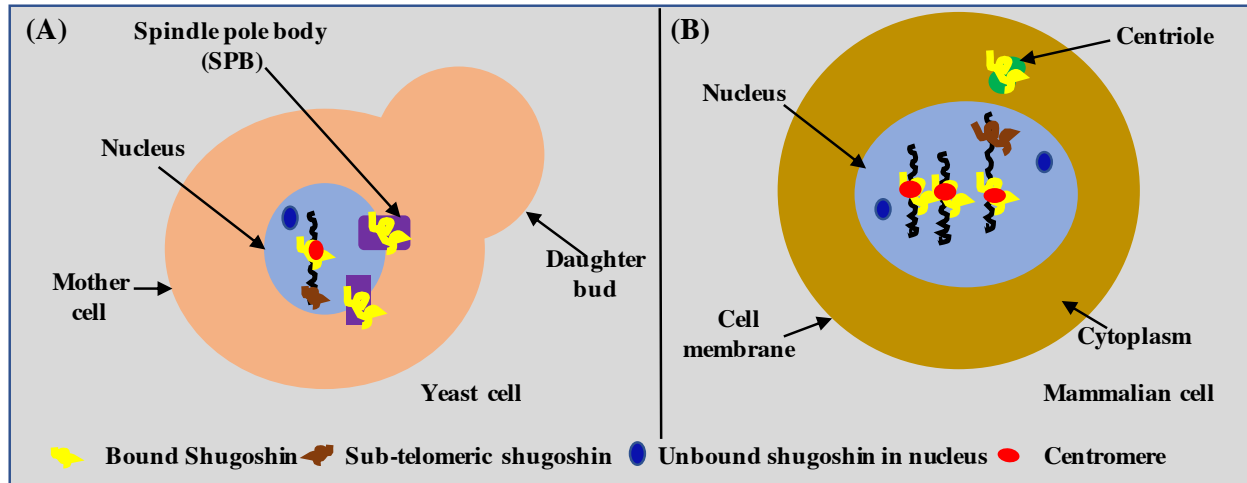 (A)
Spindle pole body
(SPB)
Nucleus
Mother
cell
Daughter
bud
Yeast cell
(B)
Centriole
Nucleus
Cell
membrane
Cytoplasm
Mammalian cell
Bound Shugoshin
Sub-telomeric shugoshin
Unbound shugoshin in nucleus
Centromere